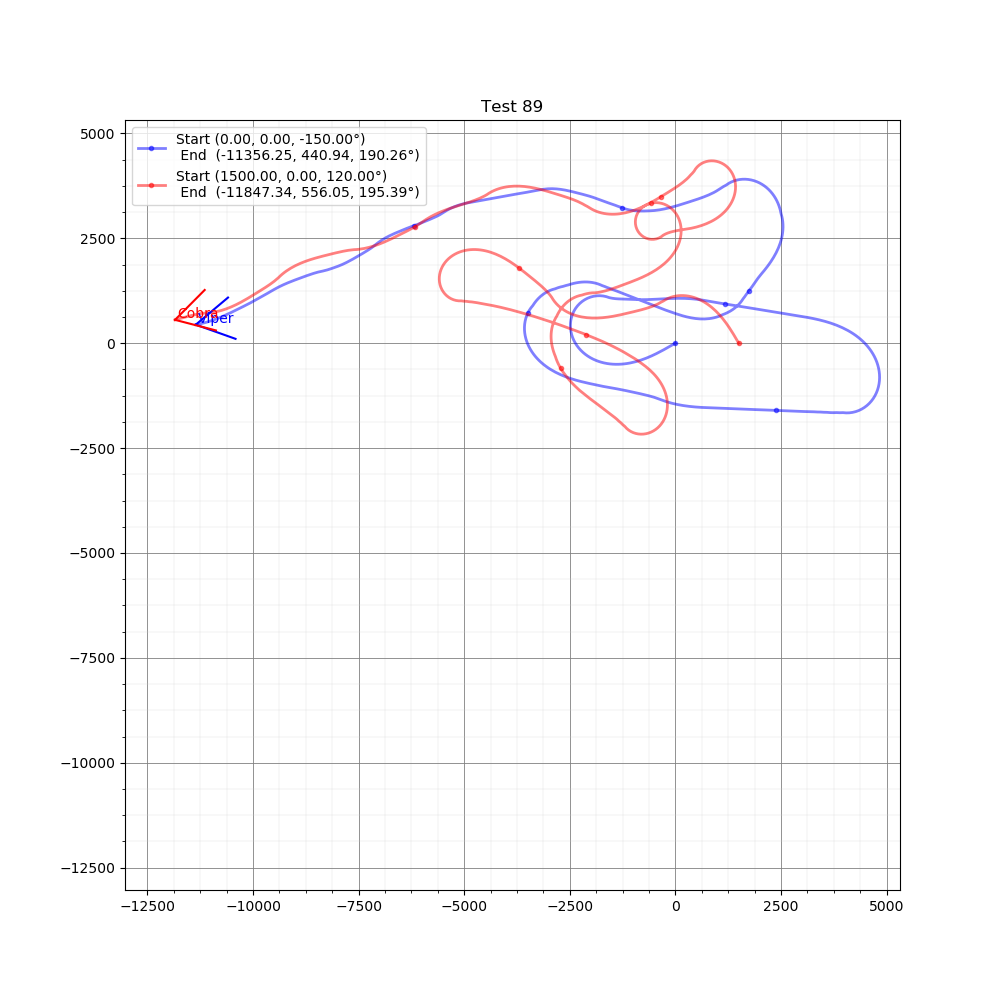 Test 89
Start (0.00, 0.00, -150.00°)
End (-11356.25, 440.94, 190.26°)
Start (1500.00, 0.00, 120.00°)
End (-11847.34, 556.05, 195.39°)
5000
2500
0
−2500
−5000
−7500
−10000
−12500
Cobra
Viper
−12500 −10000 −7500 −5000 −2500 0 2500 5000